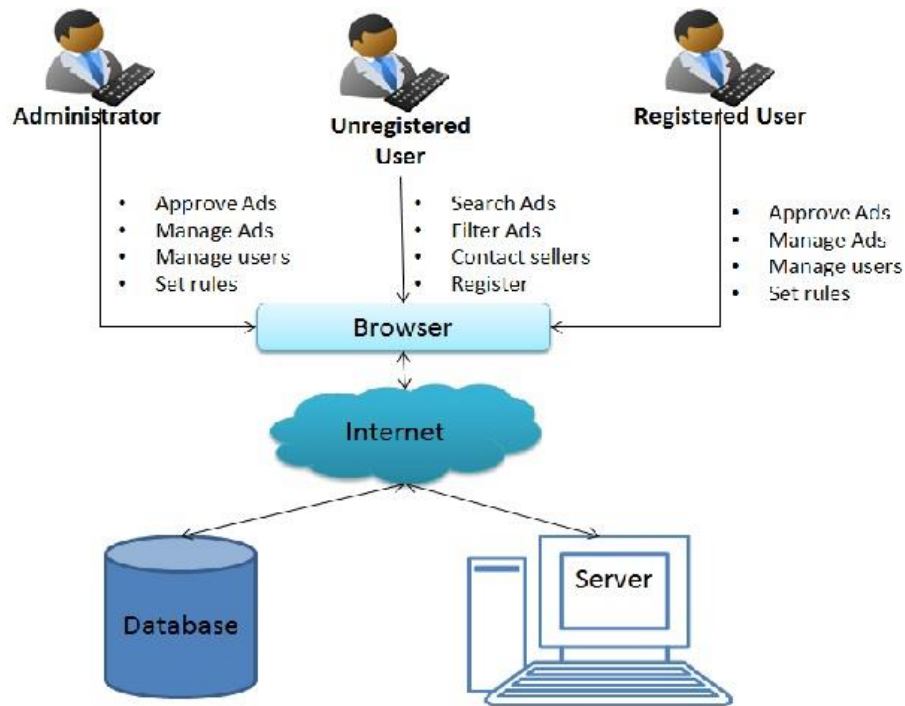 Administrator
Unregistered
User
Registered User
• Approve Ads
• Manage Ads
• Manage users
• Set rules
• Search Ads
• Filter Ads
• Contact sellers
• Register
• Approve Ads
• Manage Ads
• Manage users
• Set rules
Browser
Internet
Database
Server